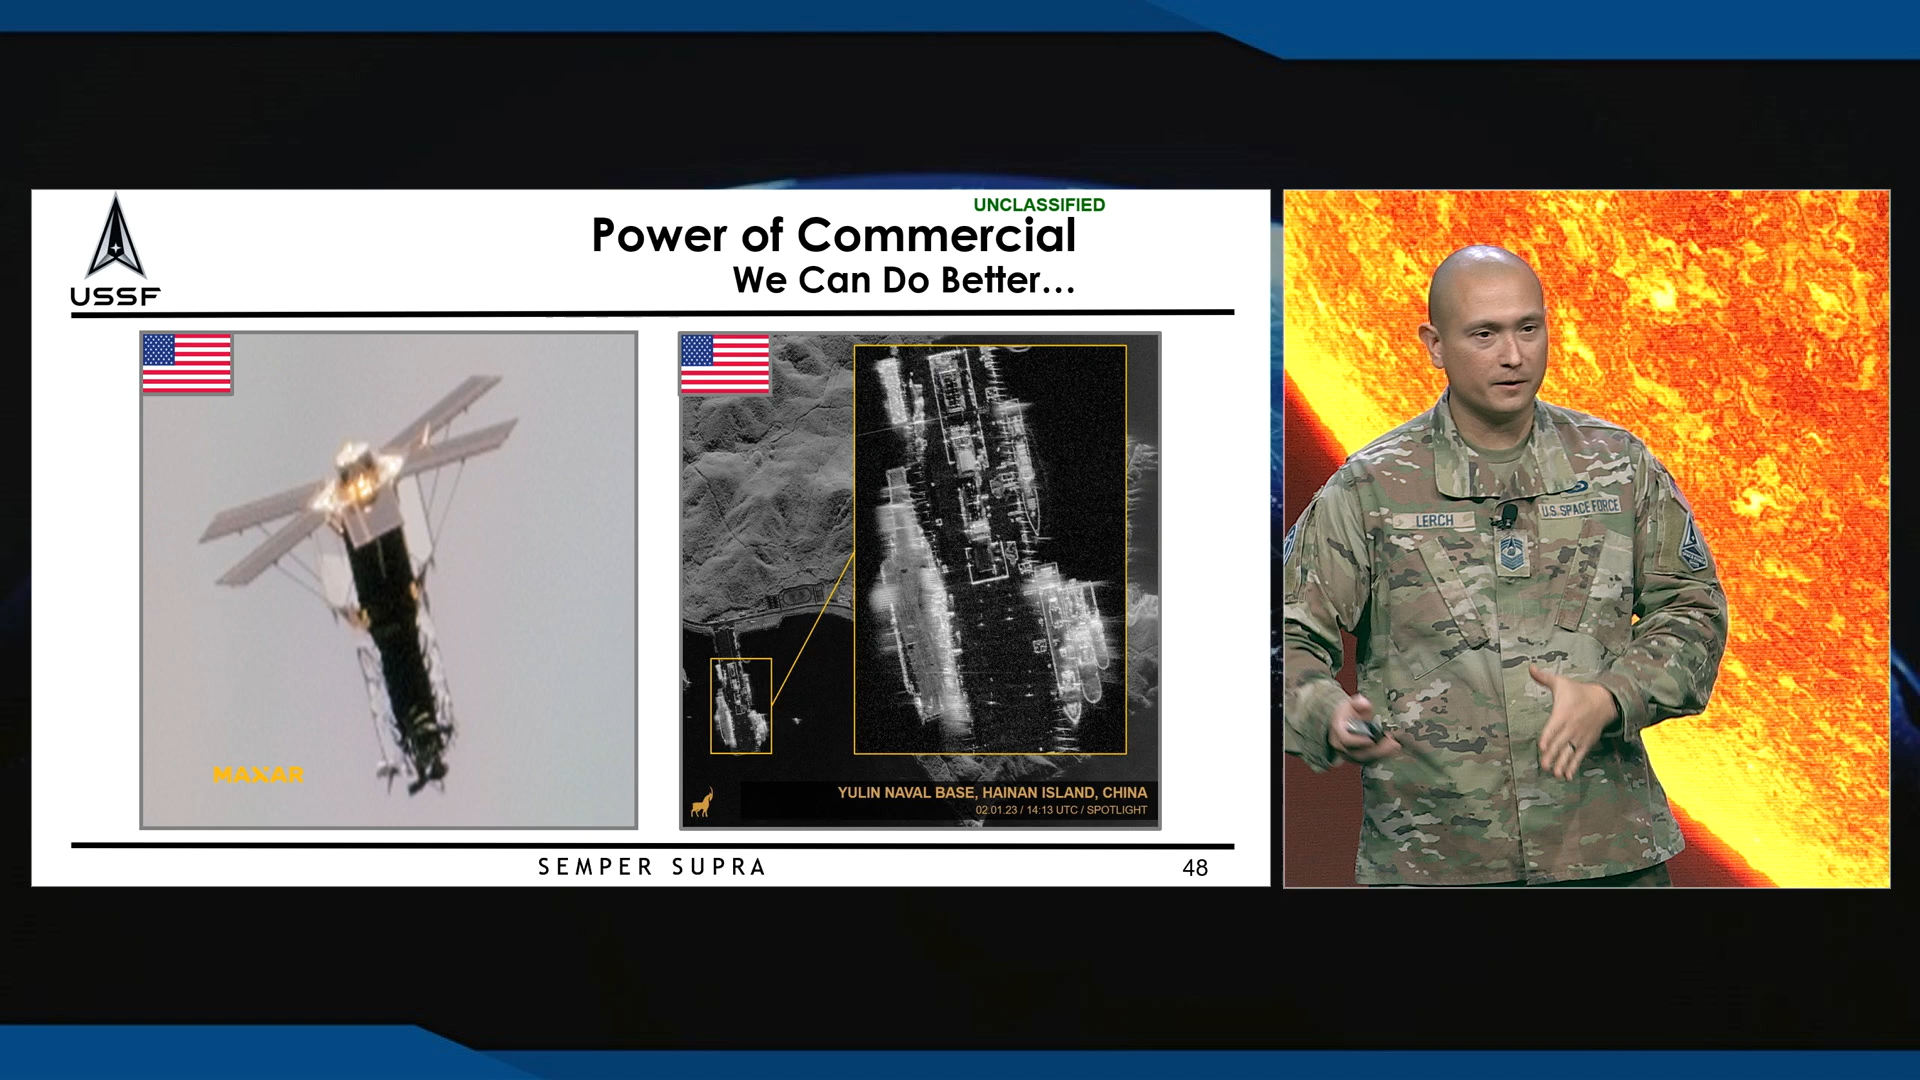 UNCLASSIFIED
Power of Commercial
We Can Do Better...
USSF
MAXAR
YULIN NAVAL BASE, HAINAN ISLAND, CHINA
02.01.23 / 14:13 UTC / SPOTLIGHT
SEMPER SUPRA
48
LERCH
U.S. SPACE FORCE